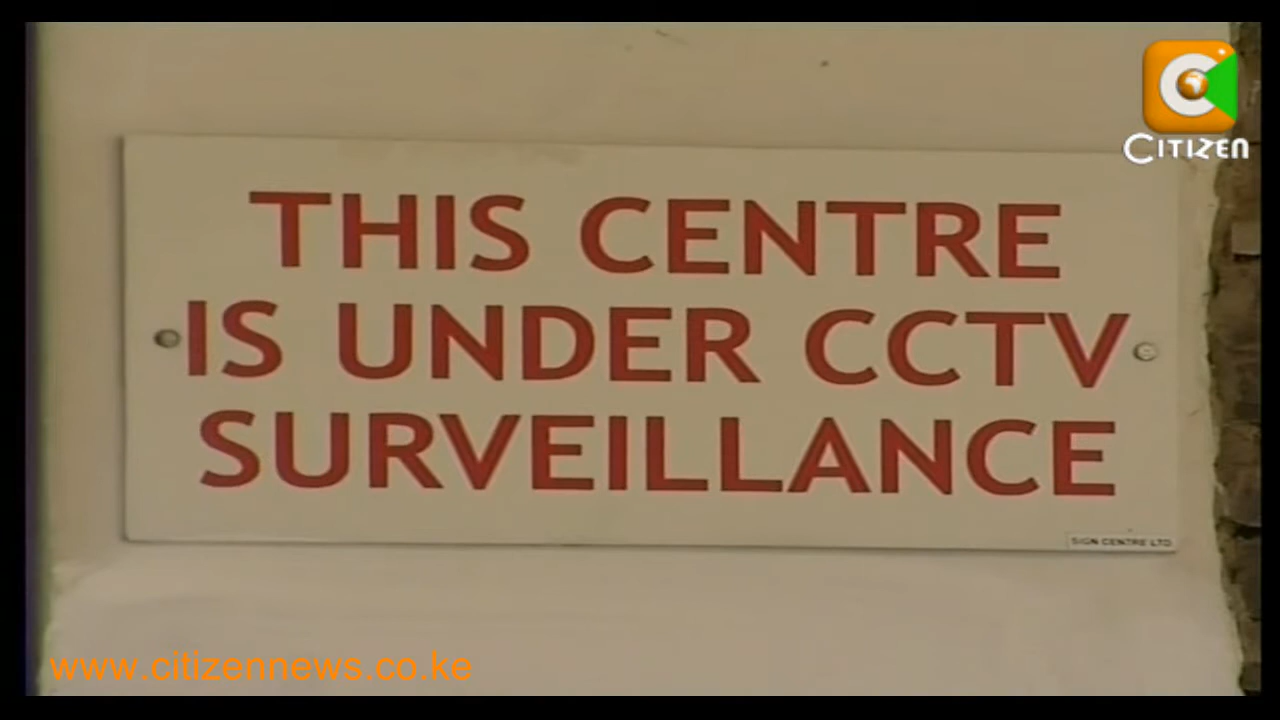 CITIZEN
THIS CENTRE
IS UNDER CCTV
SURVEILLANCE
SIGN CENTRE LTD
www.citizennews.co.ke